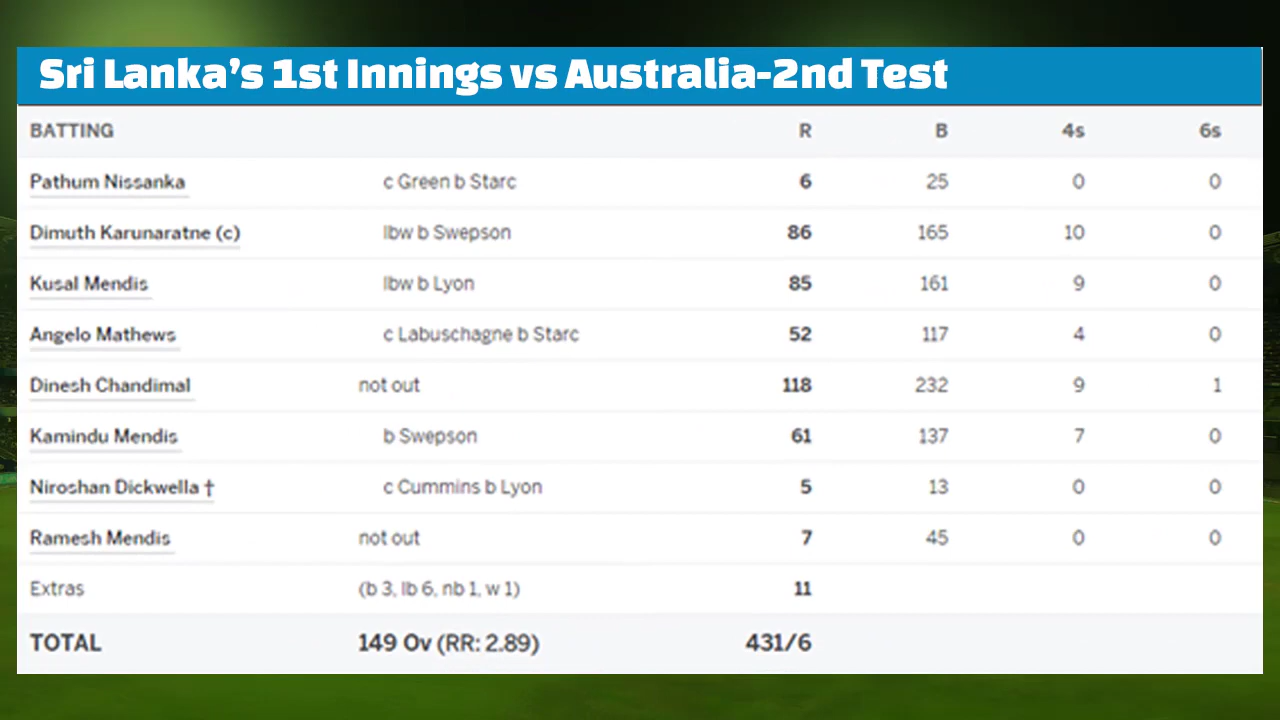 Sri Lanka's 1st Innings vs Australia-2nd Test
BATTING R B 4s 6s
Pathum Nissanka c Green b Starc 6 25 0 0
Dimuth Karunaratne (c) lbw b Swepson 86 165 10 0
Kusal Mendis lbw b Lyon 85 161 9 0
Angelo Mathews c Labuschagne b Starc 52 117 4 0
Dinesh Chandimal not out 118 232 9 1
Kamindu Mendis b Swepson 61 137 7 0
Niroshan Dickwella † c Cummins b Lyon 5 13 0 0
Ramesh Mendis not out 7 45 0 0
Extras (b 3, lb 6, nb 1, w 1) 11
TOTAL 149 Ov (RR: 2.89) 431/6